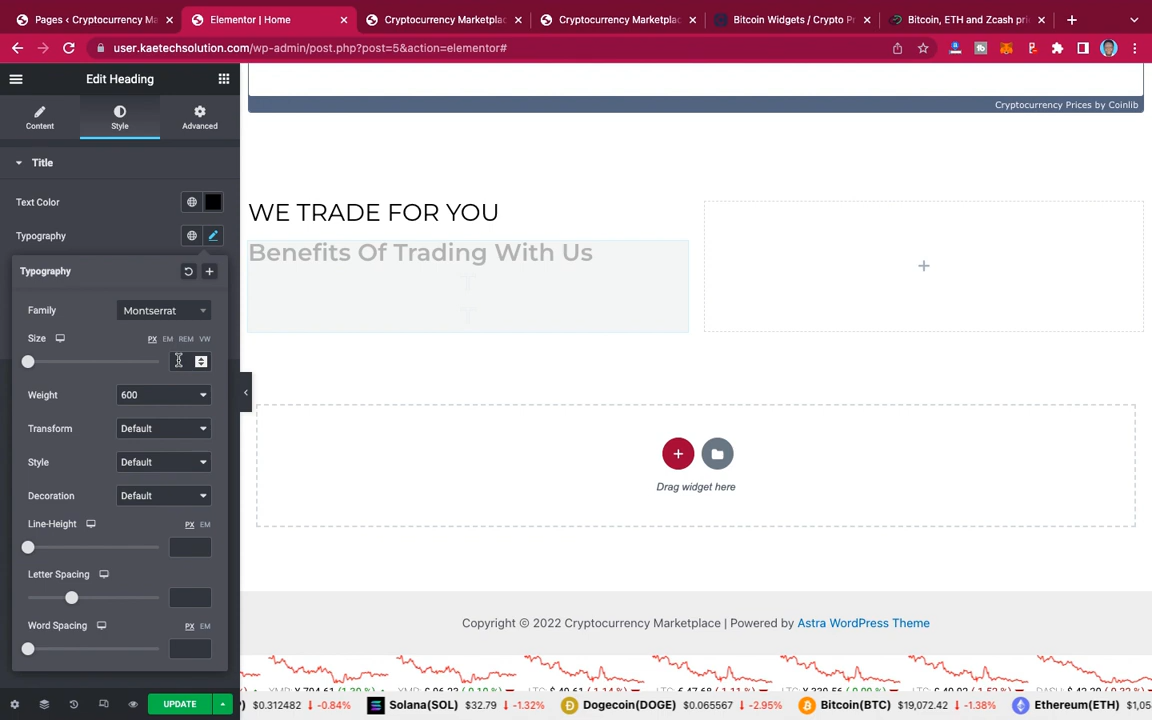 Pages ‹ Cryptocurrency Ma
Elementor | Home
Cryptocurrency Marketplac
Cryptocurrency Marketplac
Bitcoin Widgets / Crypto Pr
Bitcoin, ETH and Zcash pri
user.kaetechsolution.com/wp-admin/post.php?post=5&action=elementor#
Edit Heading
Content
Style
Advanced
Title
Text Color
Typography
Typography
Family
Montserrat
Size
PX EM REM VW
Weight
600
Transform
Default
Style
Default
Decoration
Default
Line-Height
PX EM
Letter Spacing
Word Spacing
PX EM
UPDATE
Cryptocurrency Prices by Coinlib
WE TRADE FOR YOU
Benefits Of Trading With Us
Drag widget here
Copyright © 2022 Cryptocurrency Marketplace | Powered by Astra WordPress Theme
$0.312482 -0.84% Solana(SOL) $32.79 -1.32% Dogecoin(DOGE) $0.065567 -2.95% Bitcoin(BTC) $19,072.42 -1.38% Ethereum(ETH)